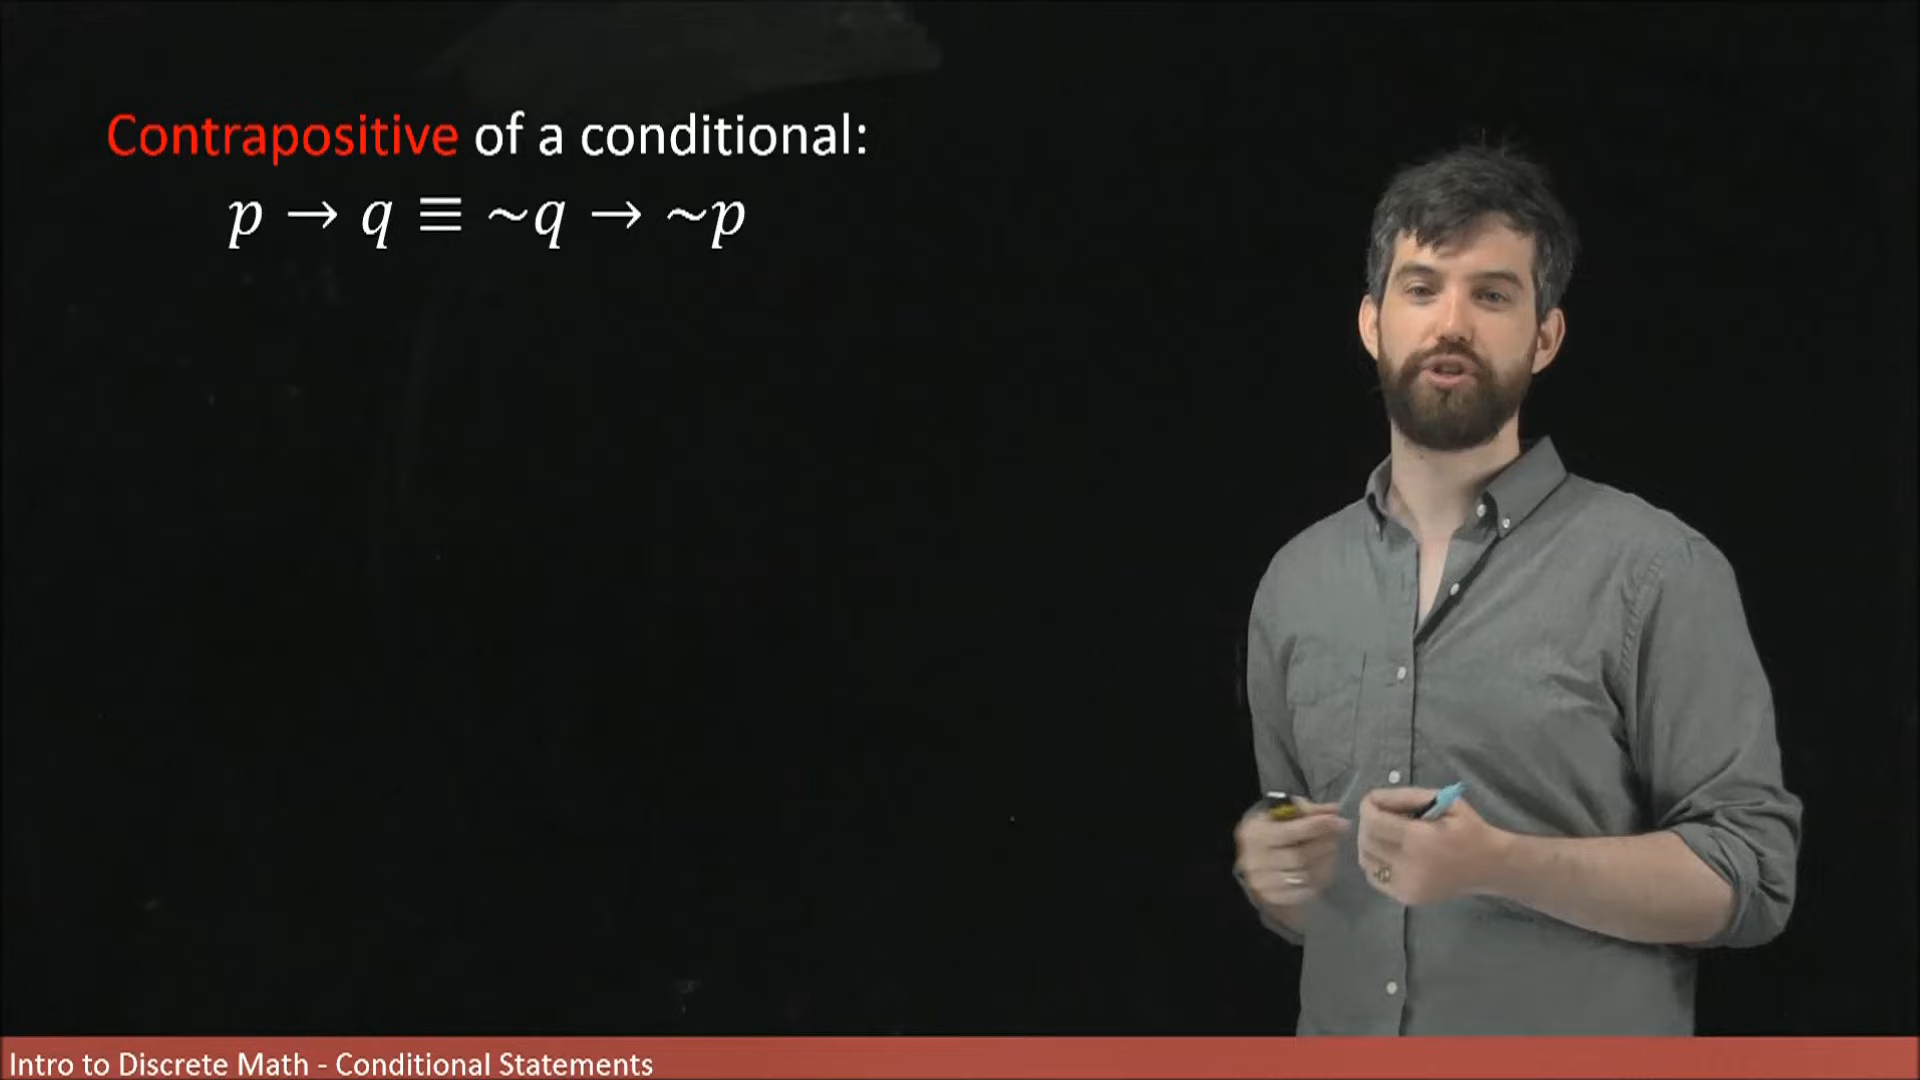 Contrapositive of a conditional:
p → q ≡ ~q → ~p
Intro to Discrete Math - Conditional Statements